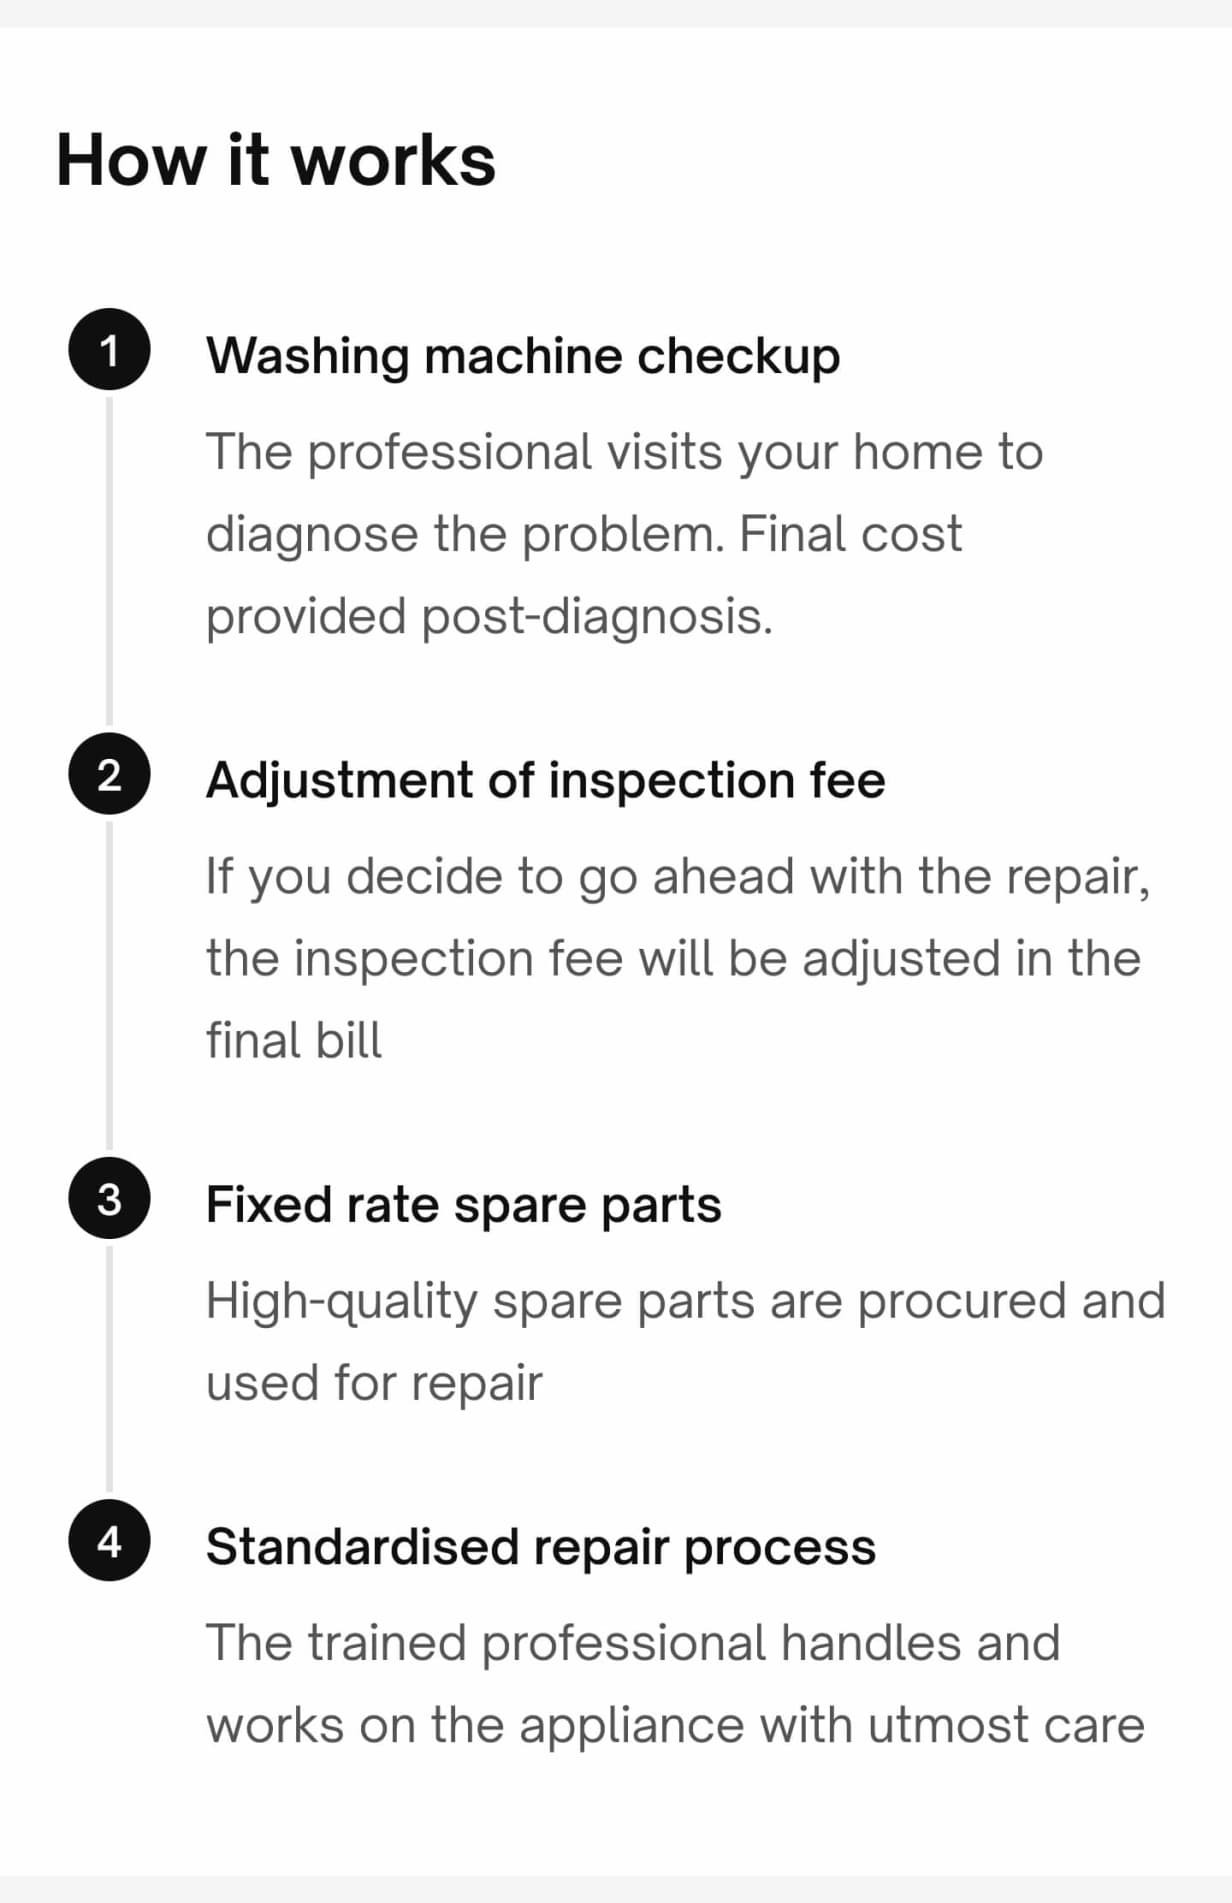 How it works
1
Washing machine checkup
The professional visits your home to
diagnose the problem. Final cost
provided post-diagnosis.
2
Adjustment of inspection fee
If you decide to go ahead with the repair,
the inspection fee will be adjusted in the
final bill
3
Fixed rate spare parts
High-quality spare parts are procured and
used for repair
4
Standardised repair process
The trained professional handles and
works on the appliance with utmost care